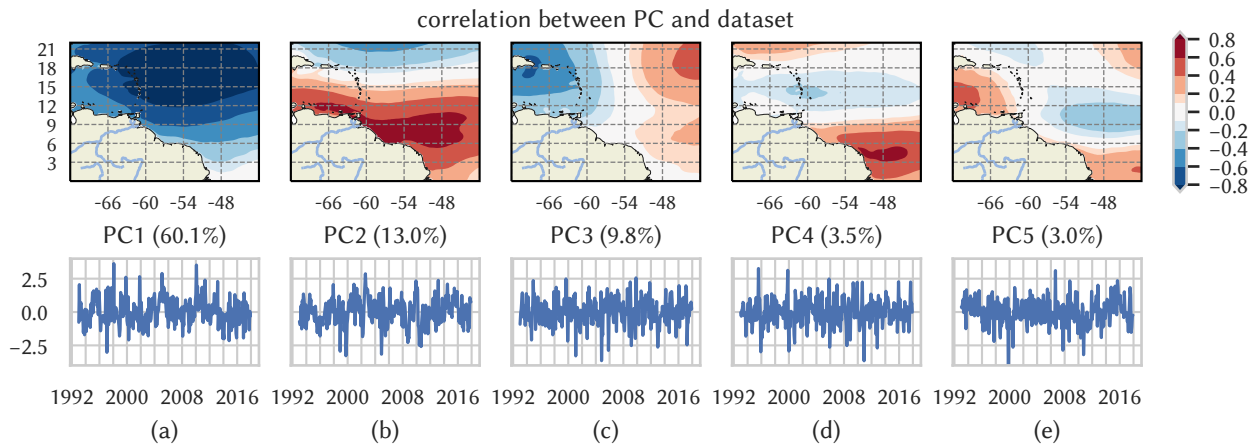 correlation between PC and dataset
21
18
15
12
9
6
3
-66 -60 -54 -48
-66 -60 -54 -48
-66 -60 -54 -48
-66 -60 -54 -48
-66 -60 -54 -48
0.8
0.6
0.4
0.2
0.0
−0.2
−0.4
−0.6
−0.8
PC1 (60.1%)
PC2 (13.0%)
PC3 (9.8%)
PC4 (3.5%)
PC5 (3.0%)
2.5
0.0
−2.5
1992 2000 2008 2016
1992 2000 2008 2016
1992 2000 2008 2016
1992 2000 2008 2016
1992 2000 2008 2016
(a)
(b)
(c)
(d)
(e)